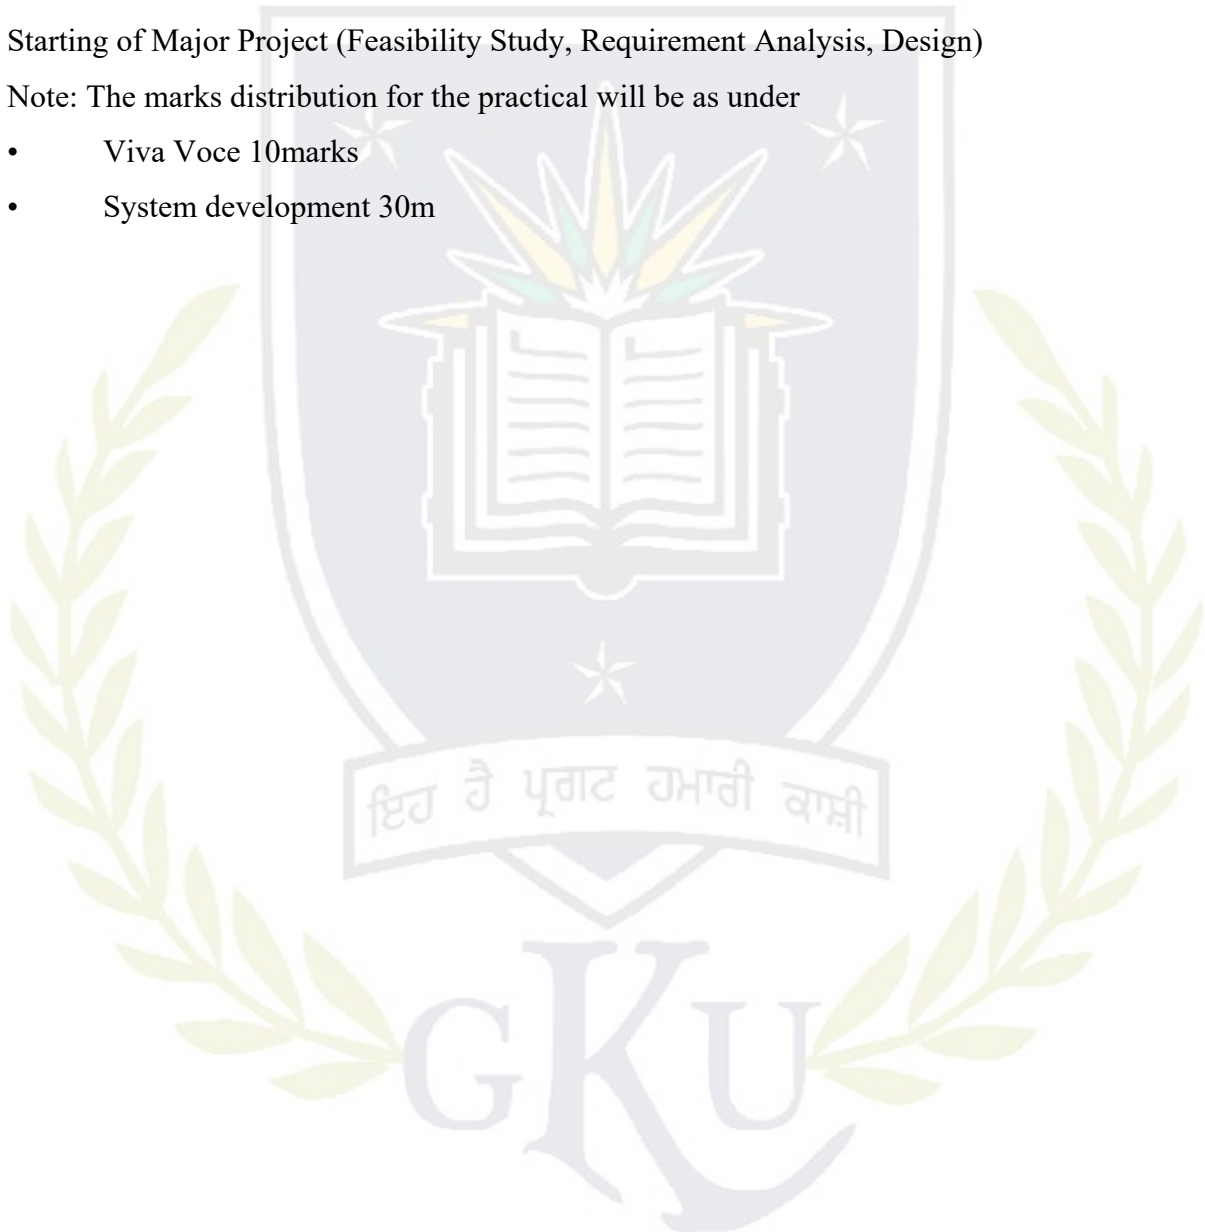 Starting of Major Project (Feasibility Study, Requirement Analysis, Design)
Note: The marks distribution for the practical will be as under
• Viva Voce 10marks
• System development 30m
ਇਹ ਹੈ ਪ੍ਰਗਟ ਹਮਾਰੀ ਕਾਸ਼ੀ
GKU